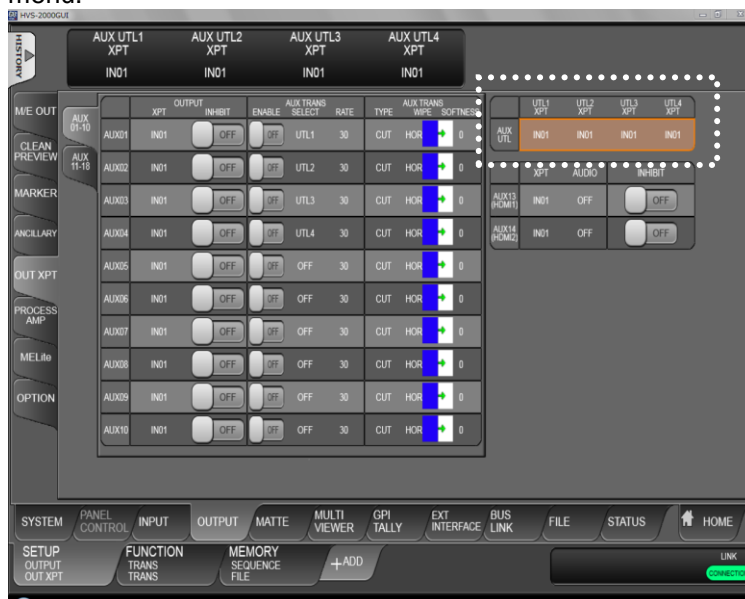 menu.
HVS-2000GUI
HISTORY
AUX UTL1 XPT IN01
AUX UTL2 XPT IN01
AUX UTL3 XPT IN01
AUX UTL4 XPT IN01
M/E OUT
CLEAN PREVIEW
MARKER
ANCILLARY
OUT XPT
PROCESS AMP
MELite
OPTION
AUX 01-10
AUX 11-18
OUTPUT AUX TRANS AUX TRANS
XPT INHIBIT ENABLE SELECT RATE TYPE WIPE SOFTNESS
AUX01 IN01 OFF OFF UTL1 30 CUT HOR 0
AUX02 IN01 OFF OFF UTL2 30 CUT HOR 0
AUX03 IN01 OFF OFF UTL3 30 CUT HOR 0
AUX04 IN01 OFF OFF UTL4 30 CUT HOR 0
AUX05 IN01 OFF OFF OFF 30 CUT HOR 0
AUX06 IN01 OFF OFF OFF 30 CUT HOR 0
AUX07 IN01 OFF OFF OFF 30 CUT HOR 0
AUX08 IN01 OFF OFF OFF 30 CUT HOR 0
AUX09 IN01 OFF OFF OFF 30 CUT HOR 0
AUX10 IN01 OFF OFF OFF 30 CUT HOR 0
UTL1 XPT UTL2 XPT UTL3 XPT UTL4 XPT
AUX UTL IN01 IN01 IN01 IN01
XPT AUDIO INHIBIT
AUX13 (HDMI1) IN01 OFF OFF
AUX14 (HDMI2) IN01 OFF OFF
SYSTEM PANEL CONTROL INPUT OUTPUT MATTE MULTI VIEWER GPI TALLY EXT INTERFACE BUS LINK FILE STATUS HOME
SETUP OUTPUT OUT XPT
FUNCTION TRANS TRANS
MEMORY SEQUENCE FILE
+ADD
LINK
CONNECTION